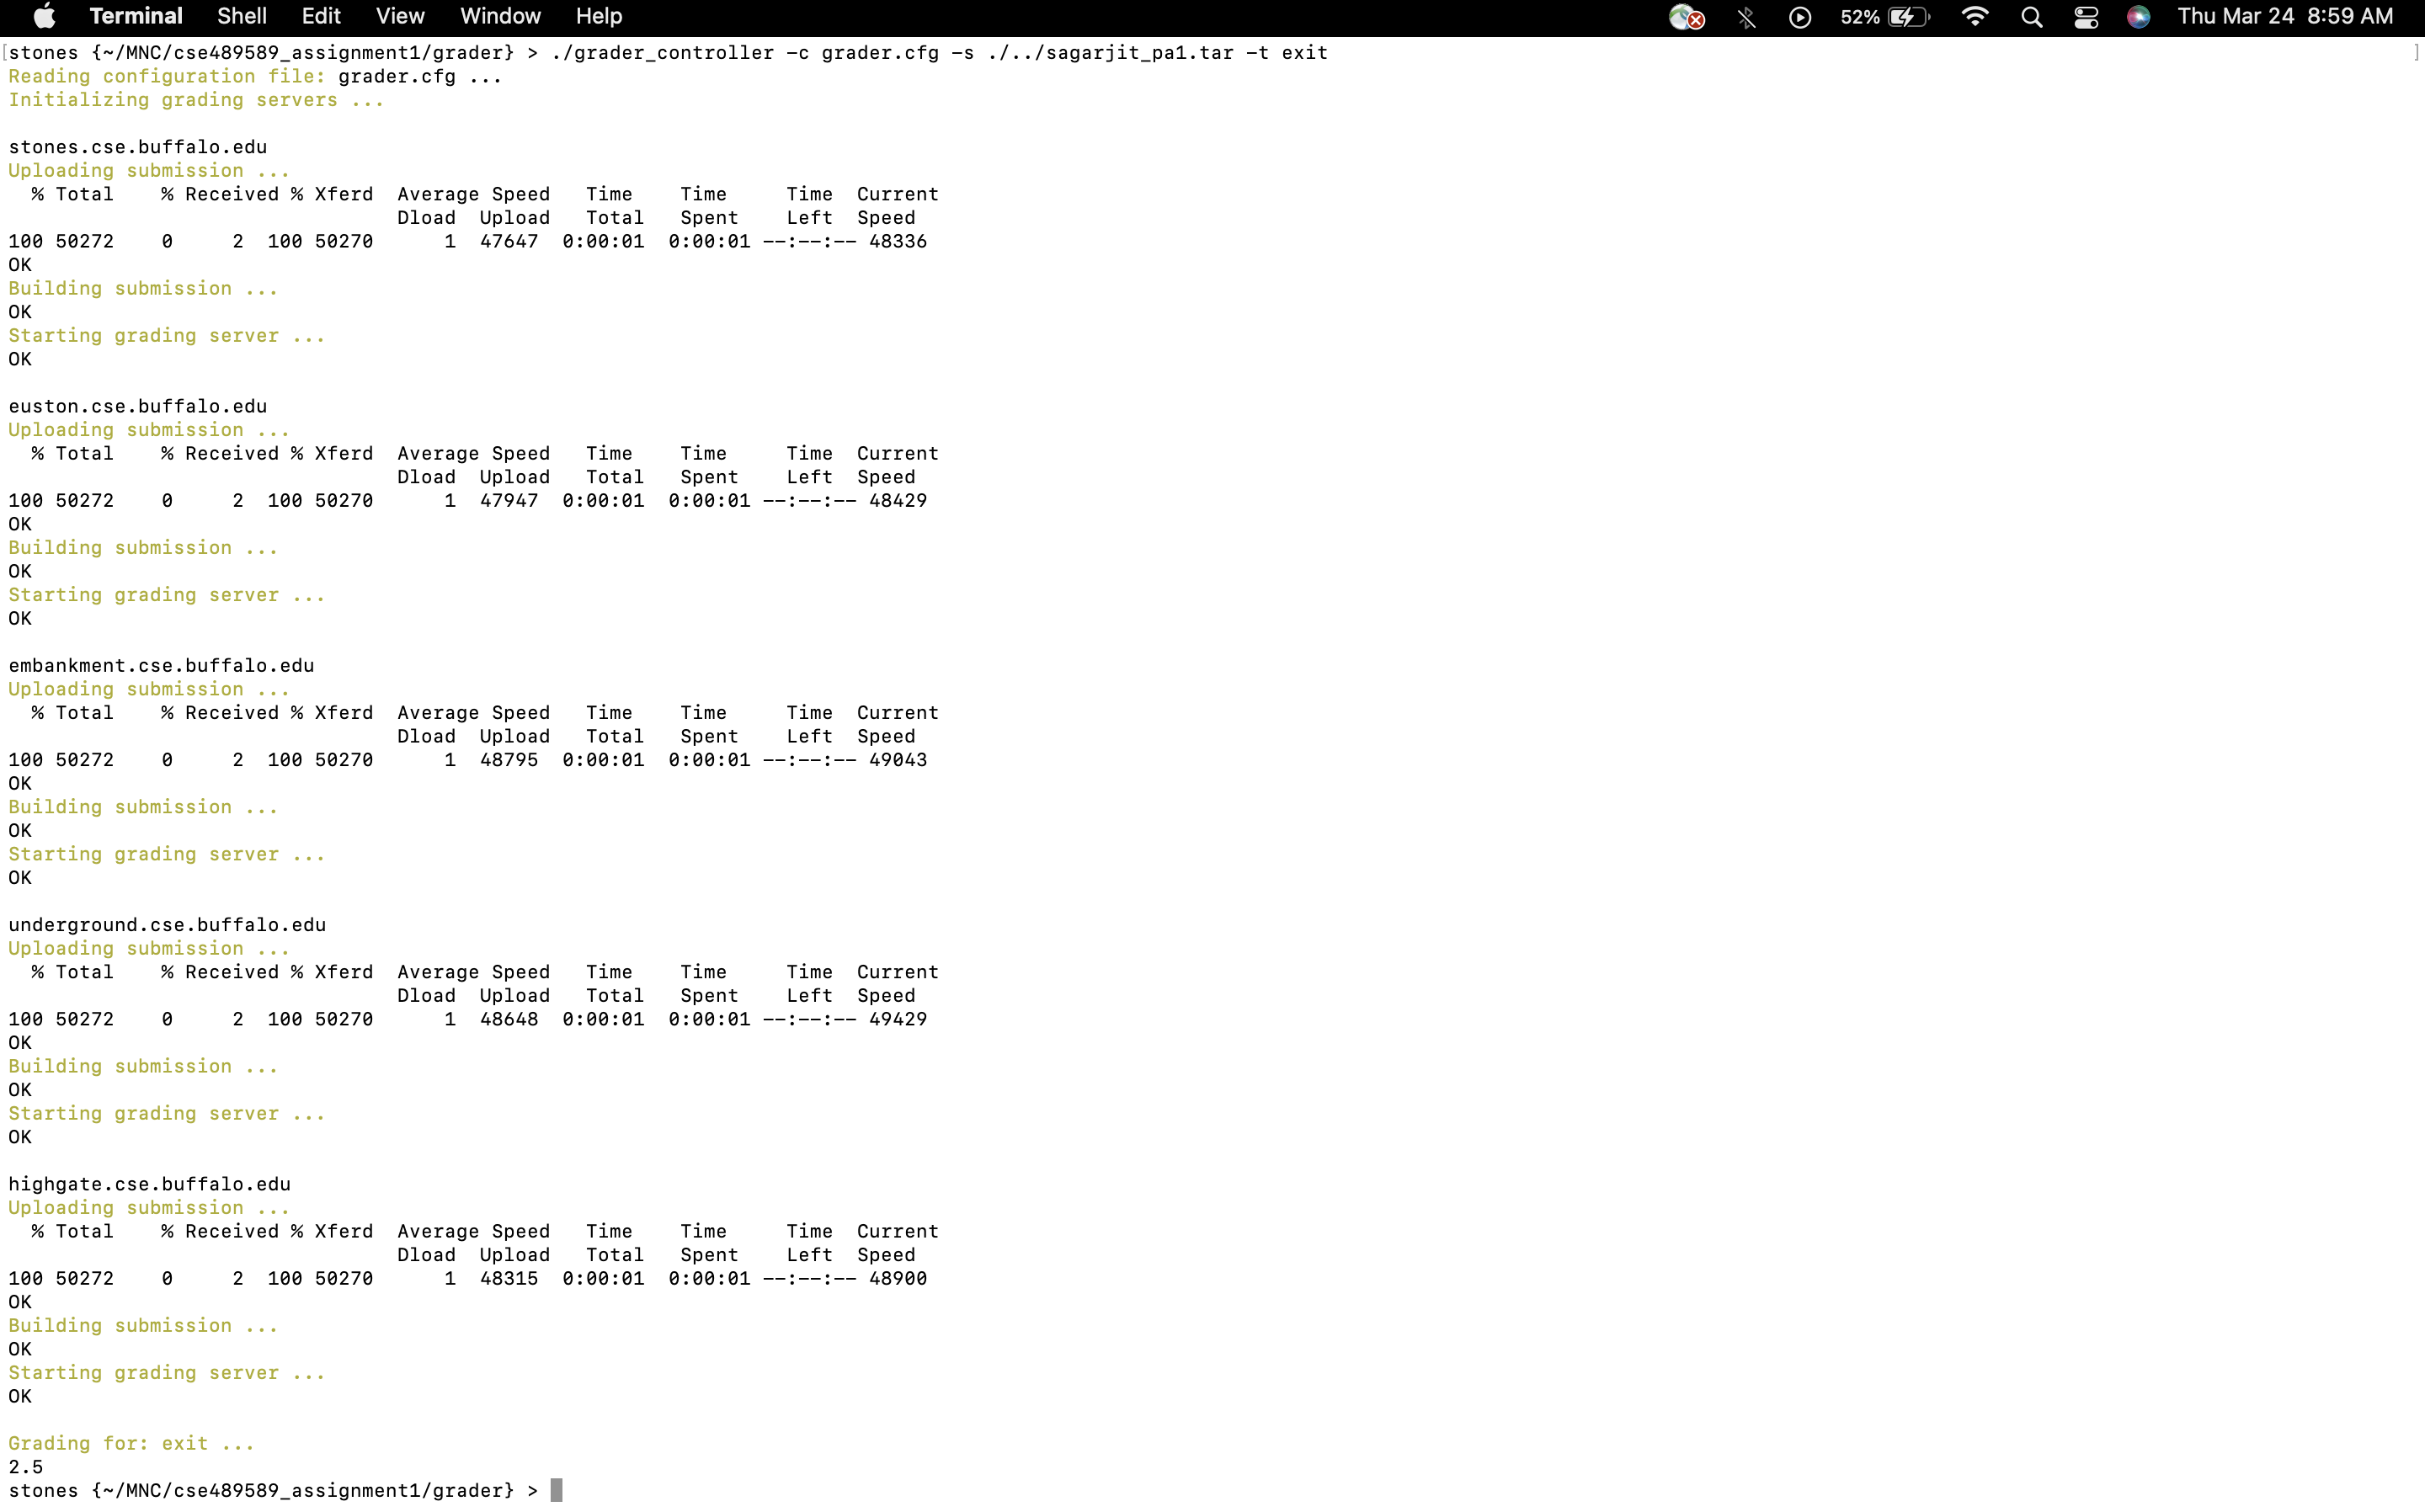 Terminal Shell Edit View Window Help 52% Thu Mar 24 8:59 AM
[stones {~/MNC/cse489589_assignment1/grader} > ./grader_controller -c grader.cfg -s ./../sagarjit_pa1.tar -t exit ]
Reading configuration file: grader.cfg ...
Initializing grading servers ...

stones.cse.buffalo.edu
Uploading submission ...
  % Total    % Received % Xferd  Average Speed   Time    Time     Time  Current
                                 Dload  Upload   Total   Spent    Left  Speed
100 50272    0     2  100 50270      1  47647  0:00:01  0:00:01 --:--:-- 48336
OK
Building submission ...
OK
Starting grading server ...
OK

euston.cse.buffalo.edu
Uploading submission ...
  % Total    % Received % Xferd  Average Speed   Time    Time     Time  Current
                                 Dload  Upload   Total   Spent    Left  Speed
100 50272    0     2  100 50270      1  47947  0:00:01  0:00:01 --:--:-- 48429
OK
Building submission ...
OK
Starting grading server ...
OK

embankment.cse.buffalo.edu
Uploading submission ...
  % Total    % Received % Xferd  Average Speed   Time    Time     Time  Current
                                 Dload  Upload   Total   Spent    Left  Speed
100 50272    0     2  100 50270      1  48795  0:00:01  0:00:01 --:--:-- 49043
OK
Building submission ...
OK
Starting grading server ...
OK

underground.cse.buffalo.edu
Uploading submission ...
  % Total    % Received % Xferd  Average Speed   Time    Time     Time  Current
                                 Dload  Upload   Total   Spent    Left  Speed
100 50272    0     2  100 50270      1  48648  0:00:01  0:00:01 --:--:-- 49429
OK
Building submission ...
OK
Starting grading server ...
OK

highgate.cse.buffalo.edu
Uploading submission ...
  % Total    % Received % Xferd  Average Speed   Time    Time     Time  Current
                                 Dload  Upload   Total   Spent    Left  Speed
100 50272    0     2  100 50270      1  48315  0:00:01  0:00:01 --:--:-- 48900
OK
Building submission ...
OK
Starting grading server ...
OK

Grading for: exit ...
2.5
stones {~/MNC/cse489589_assignment1/grader} >